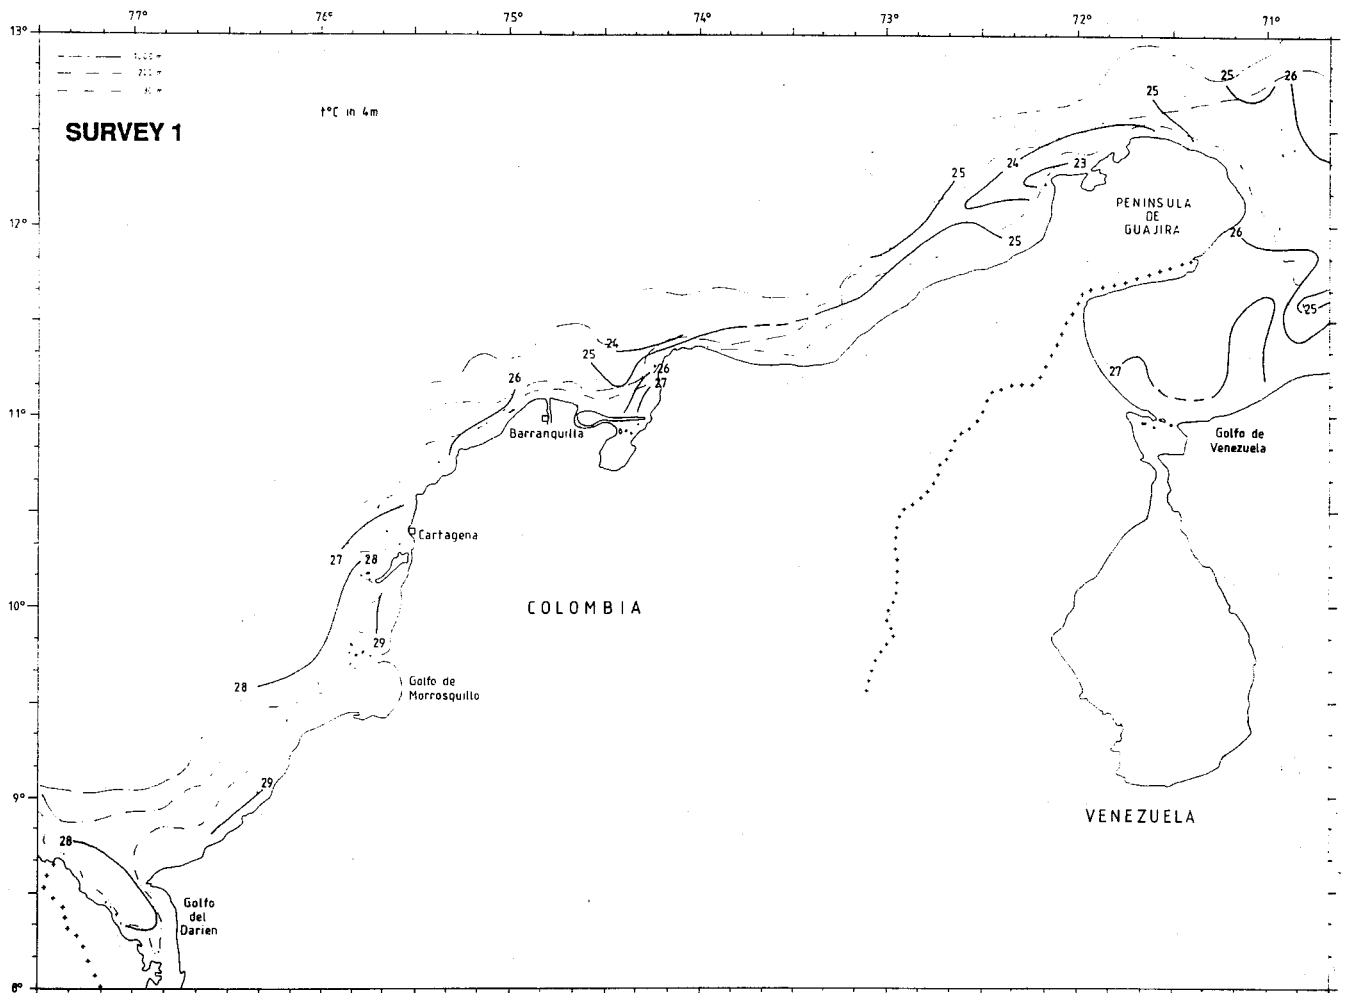 77° 76° 75° 74° 73° 72° 71°
13°
200 m
SURVEY 1
t°C in 4m
25 26
25
24 23
25
PENINSULA
DE
GUAJIRA
12°
25
26
25
24
25
26
27
26
27
11°
Barranquilla
Golfo de
Venezuela
Cartagena
27 28
10°
COLOMBIA
29
28
Golfo de
Morrosquillo
29
9°
VENEZUELA
28
Golfo
del
Darien
8°